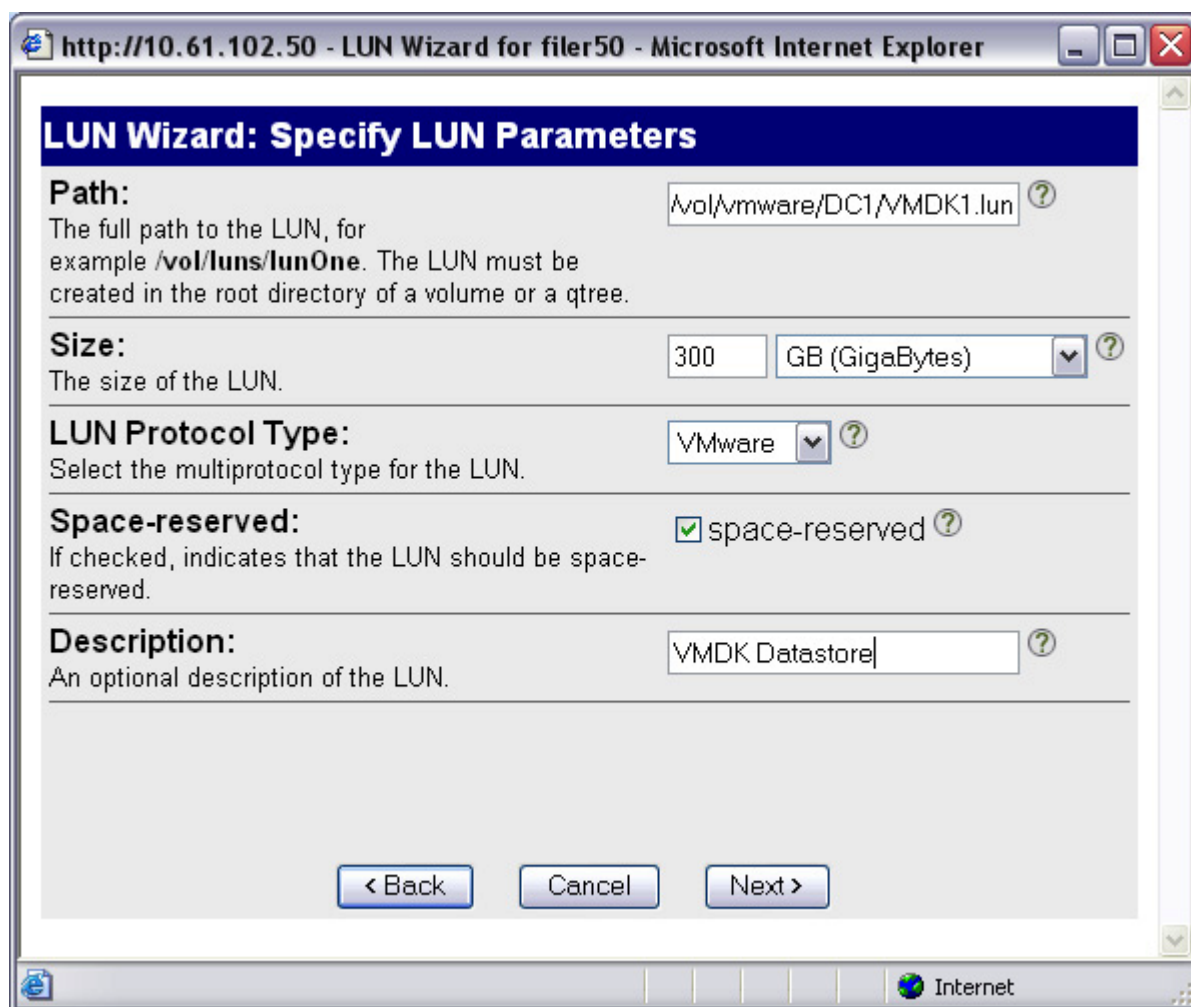 http://10.61.102.50 - LUN Wizard for filer50 - Microsoft Internet Explorer
LUN Wizard: Specify LUN Parameters
Path:
The full path to the LUN, for
example /vol/luns/lunOne. The LUN must be
created in the root directory of a volume or a qtree.
/vol/vmware/DC1/VMDK1.lun
?
Size:
The size of the LUN.
300
GB (GigaBytes)
?
LUN Protocol Type:
Select the multiprotocol type for the LUN.
VMware
?
Space-reserved:
If checked, indicates that the LUN should be space-
reserved.
space-reserved
?
Description:
An optional description of the LUN.
VMDK Datastore
?
< Back
Cancel
Next >
Internet